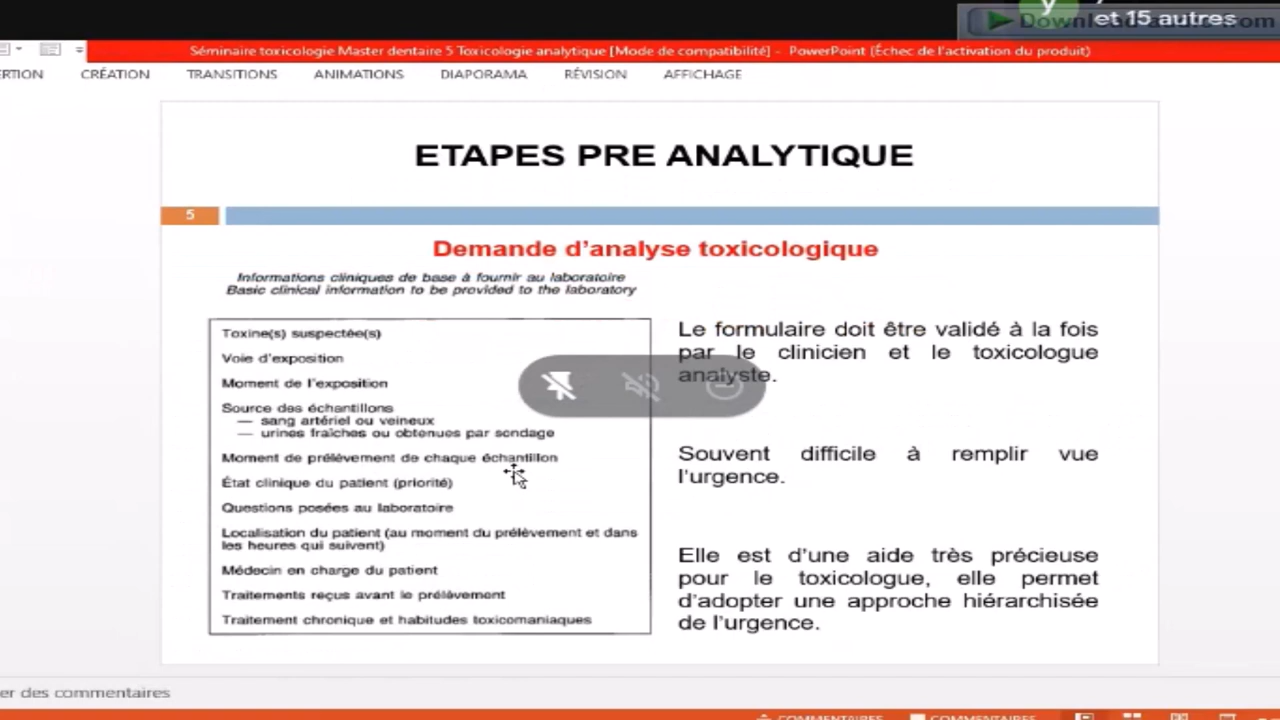 et 15 autres
Séminaire toxicologie Master dentaire 5 Toxicologie analytique [Mode de compatibilité] - PowerPoint (Échec de l'activation du produit)
CRÉATION TRANSITIONS ANIMATIONS DIAPORAMA RÉVISION AFFICHAGE
ETAPES PRE ANALYTIQUE
5
Demande d'analyse toxicologique
Informations cliniques de base à fournir au laboratoire
Basic clinical information to be provided to the laboratory
Toxine(s) suspectée(s)
Voie d'exposition
Moment de l'exposition
Source des échantillons
— sang artériel ou veineux
— urines fraîches ou obtenues par sondage
Moment de prélèvement de chaque échantillon
État clinique du patient (priorité)
Questions posées au laboratoire
Localisation du patient (au moment du prélèvement et dans
les heures qui suivent)
Médecin en charge du patient
Traitements reçus avant le prélèvement
Traitement chronique et habitudes toxicomaniaques
Le formulaire doit être validé à la fois
par le clinicien et le toxicologue
analyste.
Souvent difficile à remplir vue
l'urgence.
Elle est d'une aide très précieuse
pour le toxicologue, elle permet
d'adopter une approche hiérarchisée
de l'urgence.
er des commentaires
COMMENTAIRES COMMENTAIRES